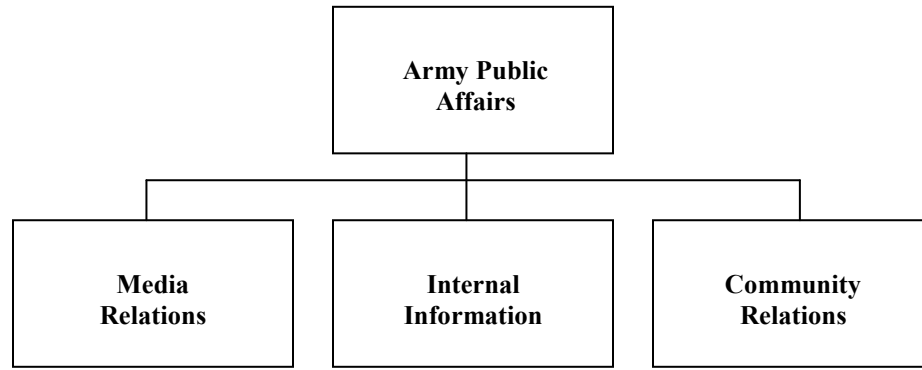 Army Public
Affairs
Media
Relations
Internal
Information
Community
Relations